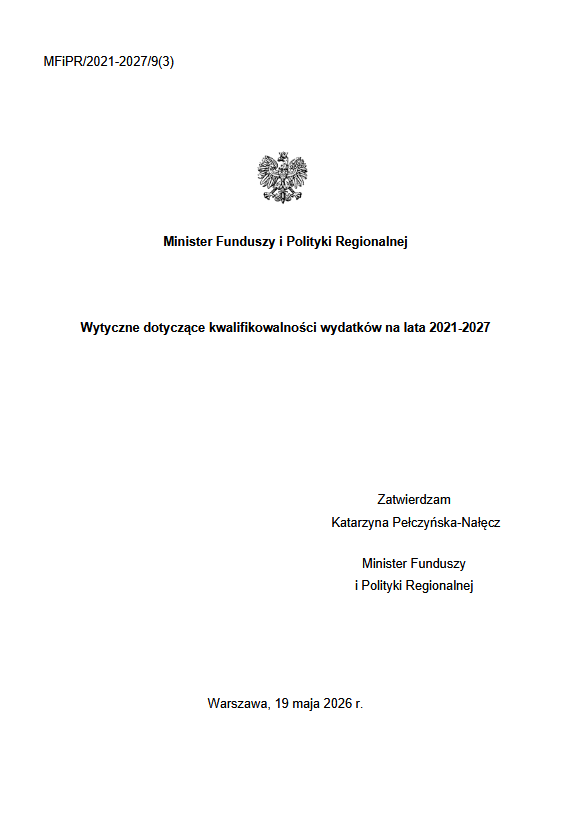 MFiPR/2021-2027/9(3)
Minister Funduszy i Polityki Regionalnej
Wytyczne dotyczące kwalifikowalności wydatków na lata 2021-2027
Zatwierdzam
Katarzyna Pełczyńska-Nałęcz
Minister Funduszy
i Polityki Regionalnej
Warszawa, 19 maja 2026 r.